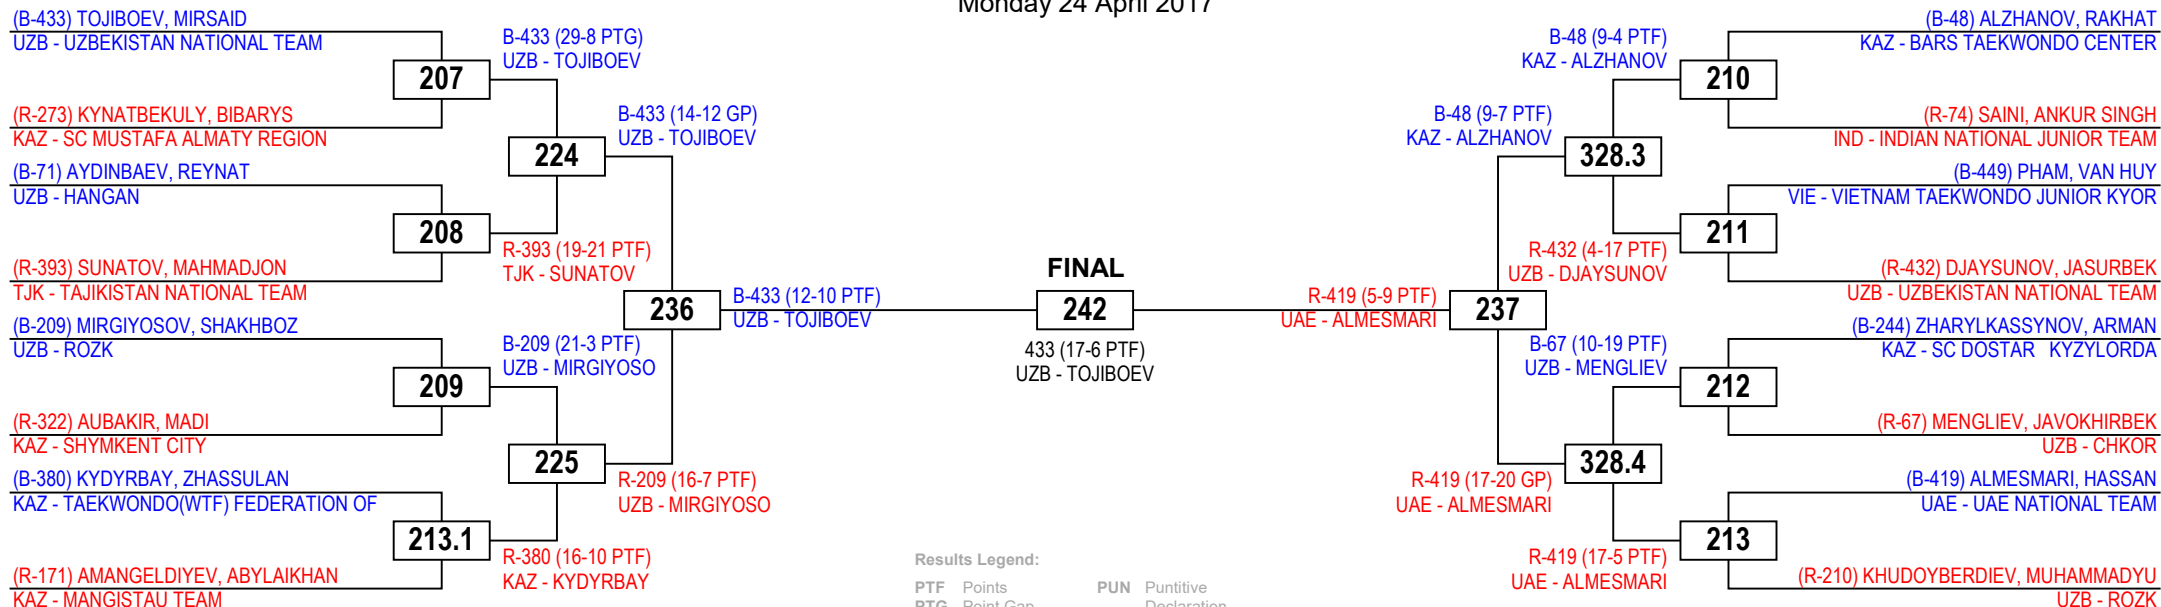 Monday 24 April 2017
(B-433) TOJIBOEV, MIRSAID
UZB - UZBEKISTAN NATIONAL TEAM
207
(R-273) KYNATBEKULY, BIBARYS
KAZ - SC MUSTAFA ALMATY REGION
(B-71) AYDINBAEV, REYNAT
UZB - HANGAN
208
(R-393) SUNATOV, MAHMADJON
TJK - TAJIKISTAN NATIONAL TEAM
(B-209) MIRGIYOSOV, SHAKHBOZ
UZB - ROZK
209
(R-322) AUBAKIR, MADI
KAZ - SHYMKENT CITY
(B-380) KYDYRBAY, ZHASSULAN
KAZ - TAEKWONDO(WTF) FEDERATION OF
213.1
(R-171) AMANGELDIYEV, ABYLAIKHAN
KAZ - MANGISTAU TEAM
B-433 (29-8 PTG)
UZB - TOJIBOEV
224
R-393 (19-21 PTF)
TJK - SUNATOV
B-209 (21-3 PTF)
UZB - MIRGIYOSO
225
R-380 (16-10 PTF)
KAZ - KYDYRBAY
B-433 (14-12 GP)
UZB - TOJIBOEV
236
R-209 (16-7 PTF)
UZB - MIRGIYOSO
B-433 (12-10 PTF)
UZB - TOJIBOEV
FINAL
242
433 (17-6 PTF)
UZB - TOJIBOEV
R-419 (5-9 PTF)
UAE - ALMESMARI
B-48 (9-7 PTF)
KAZ - ALZHANOV
237
R-419 (17-20 GP)
UAE - ALMESMARI
B-48 (9-4 PTF)
KAZ - ALZHANOV
328.3
R-432 (4-17 PTF)
UZB - DJAYSUNOV
B-67 (10-19 PTF)
UZB - MENGLIEV
328.4
R-419 (17-5 PTF)
UAE - ALMESMARI
(B-48) ALZHANOV, RAKHAT
KAZ - BARS TAEKWONDO CENTER
210
(R-74) SAINI, ANKUR SINGH
IND - INDIAN NATIONAL JUNIOR TEAM
(B-449) PHAM, VAN HUY
VIE - VIETNAM TAEKWONDO JUNIOR KYOR
211
(R-432) DJAYSUNOV, JASURBEK
UZB - UZBEKISTAN NATIONAL TEAM
(B-244) ZHARYLKASSYNOV, ARMAN
KAZ - SC DOSTAR KYZYLORDA
212
(R-67) MENGLIEV, JAVOKHIRBEK
UZB - CHKOR
(B-419) ALMESMARI, HASSAN
UAE - UAE NATIONAL TEAM
213
(R-210) KHUDOYBERDIEV, MUHAMMADYU
UZB - ROZK
Results Legend:
PTF Points PUN Puntitive
PTG Point Gap Declaration